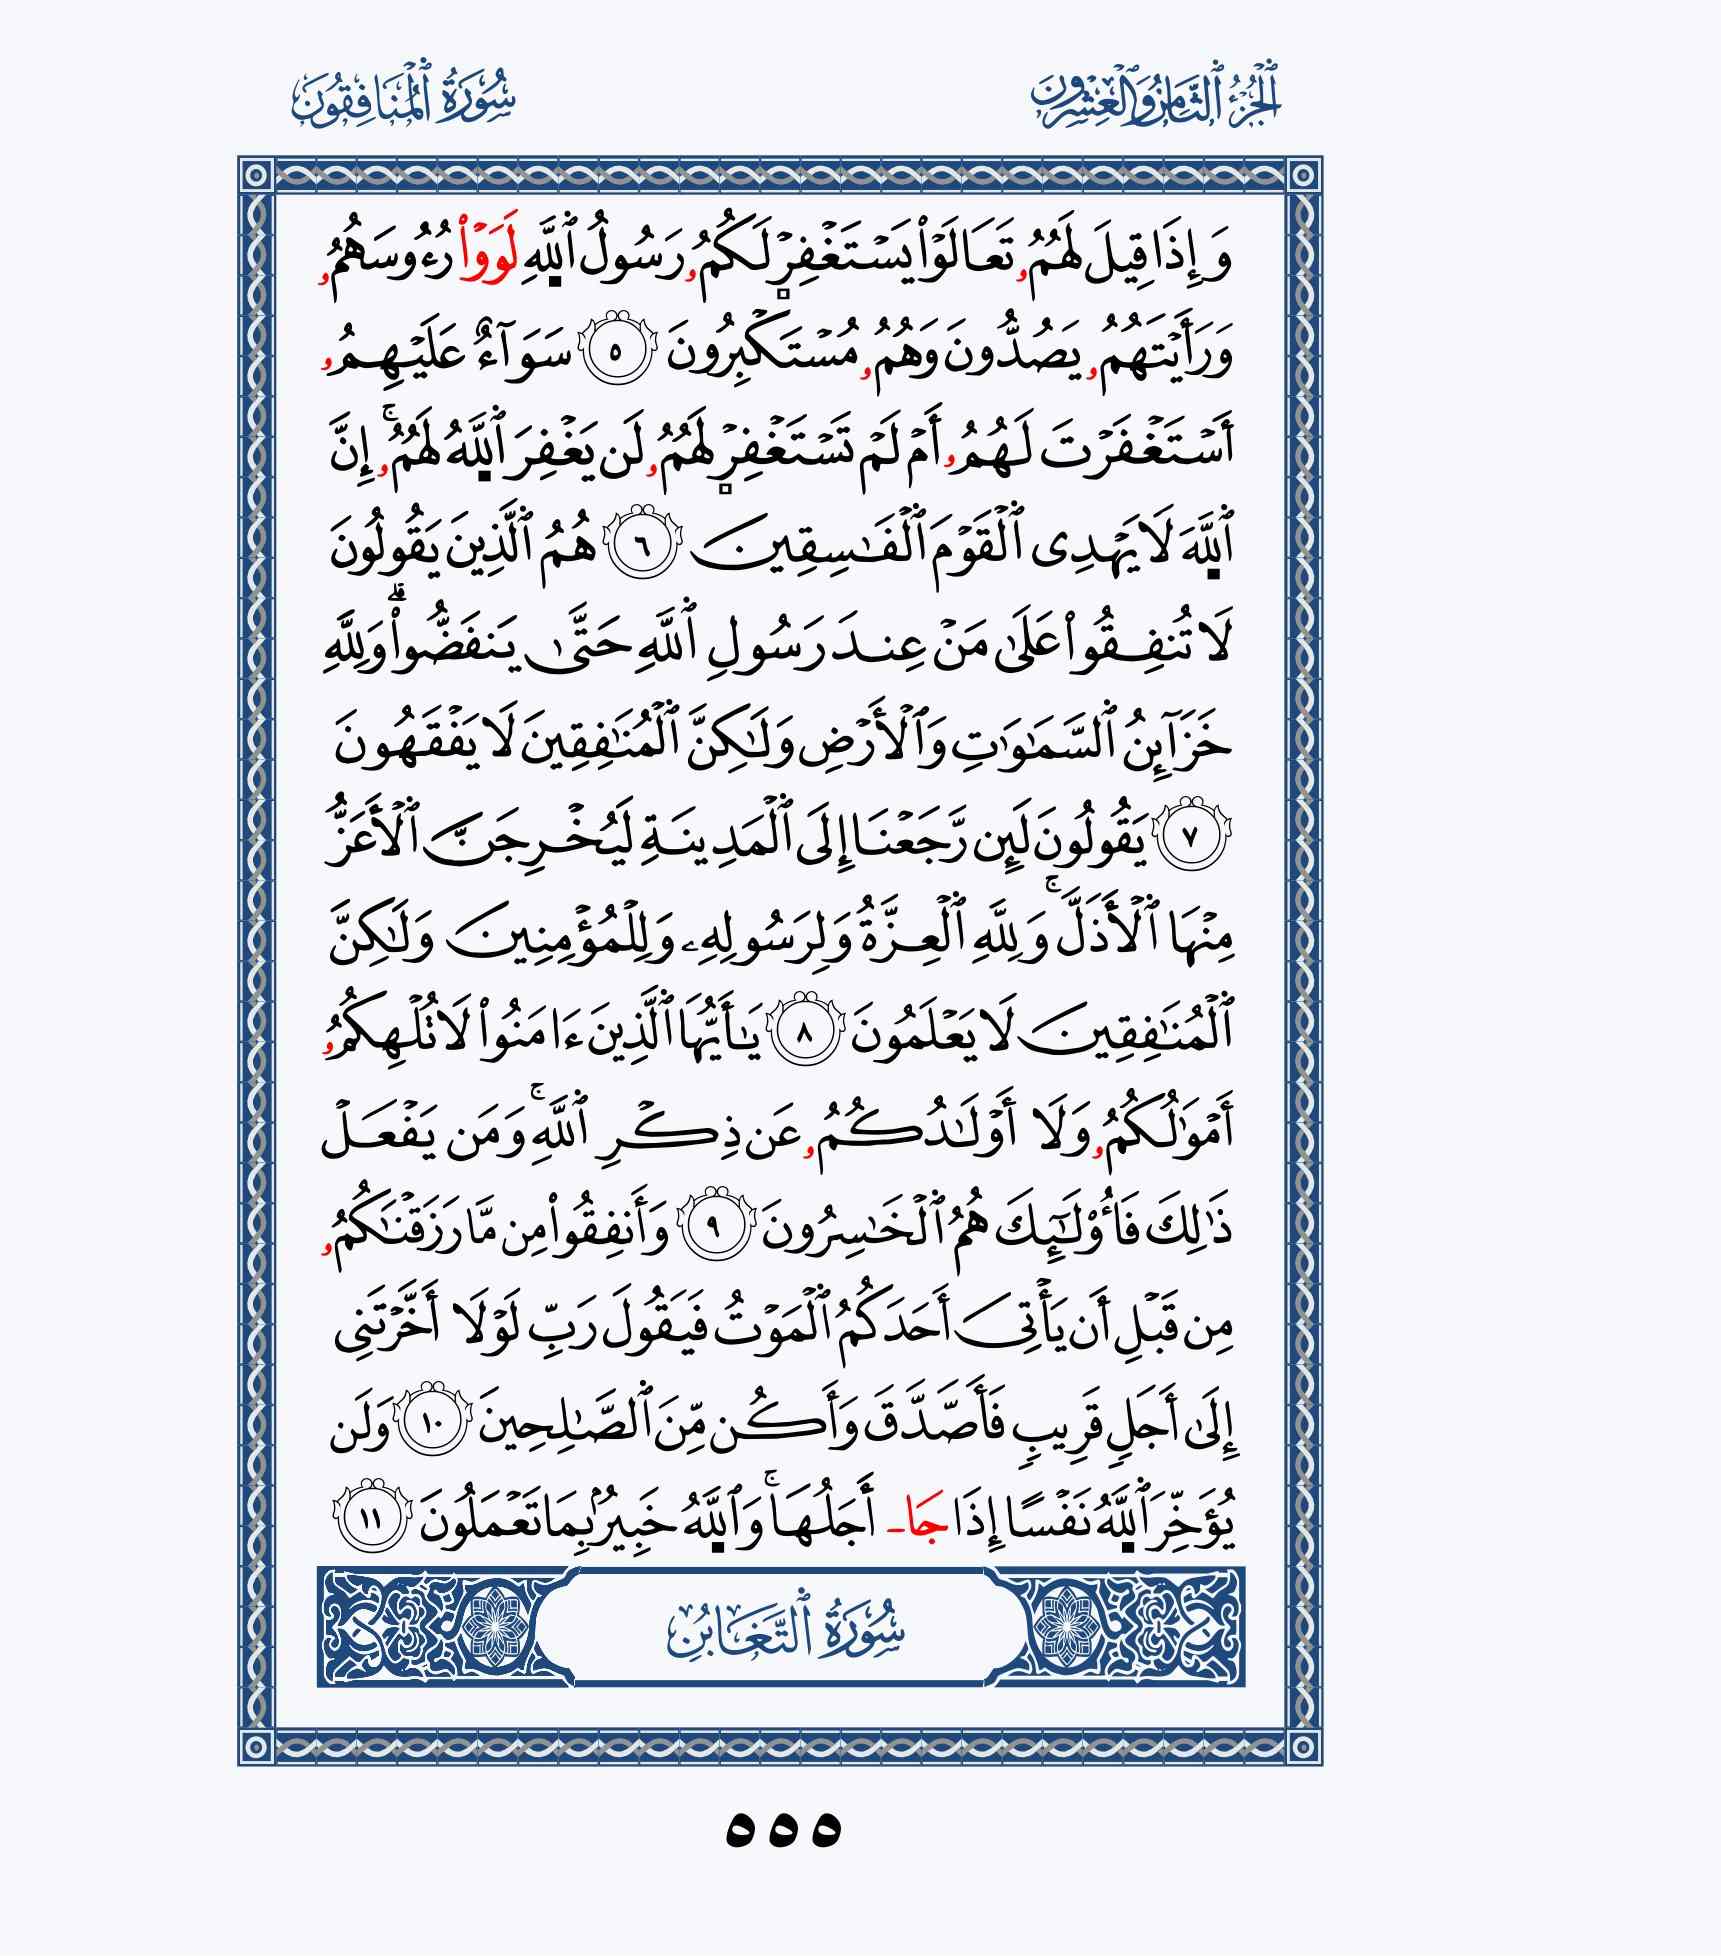 ٱلْجُزْءُ ٱلثَّامِنُ وَٱلْعِشْرُونَ
سُورَةُ ٱلْمُنَافِقُونَ
وَإِذَا قِيلَ لَهُمُۥ تَعَالَوْا۟ يَسْتَغْفِرْ لَكُمُۥ رَسُولُ ٱللَّهِ لَوَوْا۟ رُءُوسَهُمُۥ
وَرَأَيْتَهُمُۥ يَصُدُّونَ وَهُمُۥ مُسْتَكْبِرُونَ ٥ سَوَآءٌ عَلَيْهِمُۥ
أَسْتَغْفَرْتَ لَهُمُۥ أَمْ لَمْ تَسْتَغْفِرْ لَهُمُۥ لَن يَغْفِرَ ٱللَّهُ لَهُمُۥۚ إِنَّ
ٱللَّهَ لَا يَهْدِى ٱلْقَوْمَ ٱلْفَـٰسِقِينَ ٦ هُمُ ٱلَّذِينَ يَقُولُونَ
لَا تُنفِقُوا۟ عَلَىٰ مَنْ عِندَ رَسُولِ ٱللَّهِ حَتَّىٰ يَنفَضُّوا۟ۗ وَلِلَّهِ
خَزَآئِنُ ٱلسَّمَـٰوَٰتِ وَٱلْأَرْضِ وَلَـٰكِنَّ ٱلْمُنَـٰفِقِينَ لَا يَفْقَهُونَ
٧ يَقُولُونَ لَئِن رَّجَعْنَا إِلَى ٱلْمَدِينَةِ لَيُخْرِجَنَّ ٱلْأَعَزُّ
مِنْهَا ٱلْأَذَلَّۚ وَلِلَّهِ ٱلْعِزَّةُ وَلِرَسُولِهِۦ وَلِلْمُؤْمِنِينَ وَلَـٰكِنَّ
ٱلْمُنَـٰفِقِينَ لَا يَعْلَمُونَ ٨ يَـٰأَيُّهَا ٱلَّذِينَ ءَامَنُوا۟ لَا تُلْهِكُمُۥ
أَمْوَٰلُكُمُۥ وَلَا أَوْلَـٰدُكُمُۥ عَن ذِكْرِ ٱللَّهِۚ وَمَن يَفْعَلْ
ذَٰلِكَ فَأُو۟لَـٰٓئِكَ هُمُ ٱلْخَـٰسِرُونَ ٩ وَأَنفِقُوا۟ مِن مَّا رَزَقْنَـٰكُمُۥ
مِن قَبْلِ أَن يَأْتِىَ أَحَدَكُمُ ٱلْمَوْتُ فَيَقُولَ رَبِّ لَوْلَا أَخَّرْتَنِى
إِلَىٰ أَجَلٍ قَرِيبٍ فَأَصَّدَّقَ وَأَكُن مِّنَ ٱلصَّـٰلِحِينَ ١٠ وَلَن
يُؤَخِّرَ ٱللَّهُ نَفْسًا إِذَا جَا أَجَلُهَاۚ وَٱللَّهُ خَبِيرٌۢ بِمَا تَعْمَلُونَ ١١
سُورَةُ ٱلتَّغَابُنِ
٥٥٥